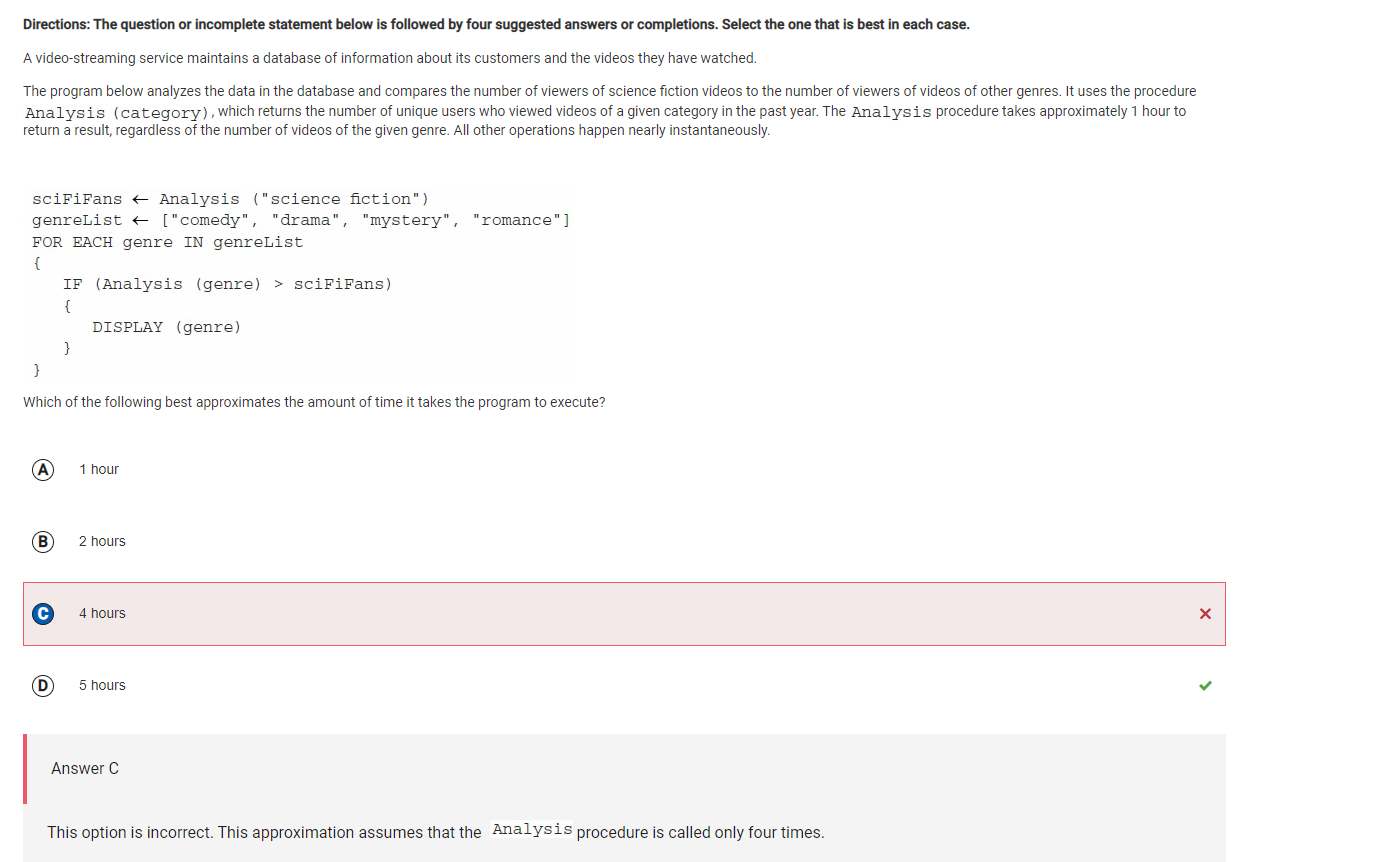 Directions: The question or incomplete statement below is followed by four suggested answers or completions. Select the one that is best in each case.
A video-streaming service maintains a database of information about its customers and the videos they have watched.
The program below analyzes the data in the database and compares the number of viewers of science fiction videos to the number of viewers of videos of other genres. It uses the procedure
Analysis (category), which returns the number of unique users who viewed videos of a given category in the past year. The Analysis procedure takes approximately 1 hour to
return a result, regardless of the number of videos of the given genre. All other operations happen nearly instantaneously.
sciFiFans ← Analysis ("science fiction")
genreList ← ["comedy", "drama", "mystery", "romance"]
FOR EACH genre IN genreList
{
IF (Analysis (genre) > sciFiFans)
{
DISPLAY (genre)
}
}
Which of the following best approximates the amount of time it takes the program to execute?
A 1 hour
B 2 hours
C 4 hours
D 5 hours
Answer C
This option is incorrect. This approximation assumes that the Analysis procedure is called only four times.